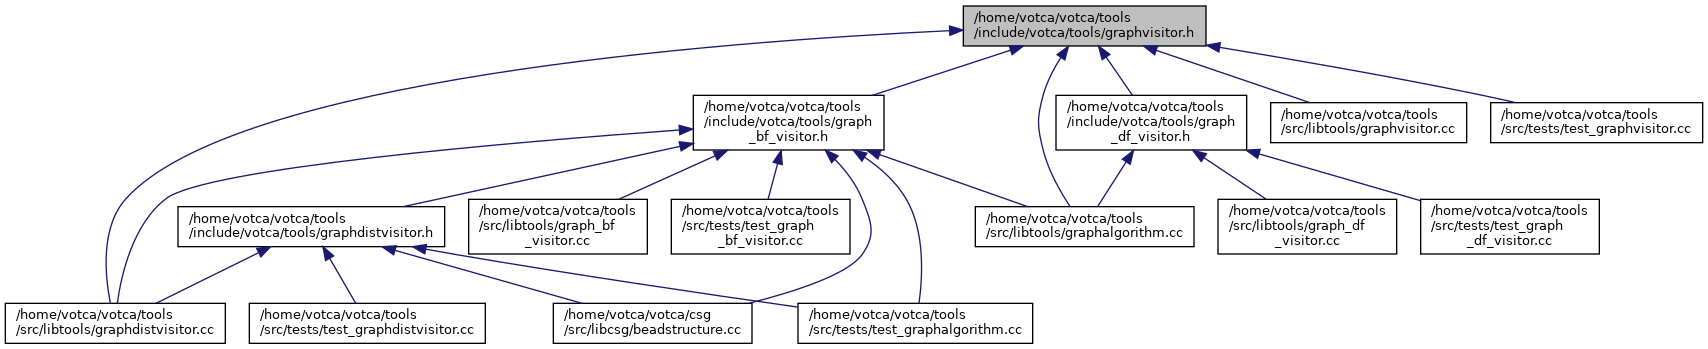 /home/votca/votca/tools
/include/votca/tools/graphvisitor.h
/home/votca/votca/tools
/include/votca/tools/graph
_bf_visitor.h
/home/votca/votca/tools
/include/votca/tools/graph
_df_visitor.h
/home/votca/votca/tools
/src/libtools/graphvisitor.cc
/home/votca/votca/tools
/src/tests/test_graphvisitor.cc
/home/votca/votca/tools
/include/votca/tools/graphdistvisitor.h
/home/votca/votca/tools
/src/libtools/graph_bf
_visitor.cc
/home/votca/votca/tools
/src/tests/test_graph
_bf_visitor.cc
/home/votca/votca/tools
/src/libtools/graphalgorithm.cc
/home/votca/votca/tools
/src/libtools/graph_df
_visitor.cc
/home/votca/votca/tools
/src/tests/test_graph
_df_visitor.cc
/home/votca/votca/tools
/src/libtools/graphdistvisitor.cc
/home/votca/votca/tools
/src/tests/test_graphdistvisitor.cc
/home/votca/votca/csg
/src/libcsg/beadstructure.cc
/home/votca/votca/tools
/src/tests/test_graphalgorithm.cc